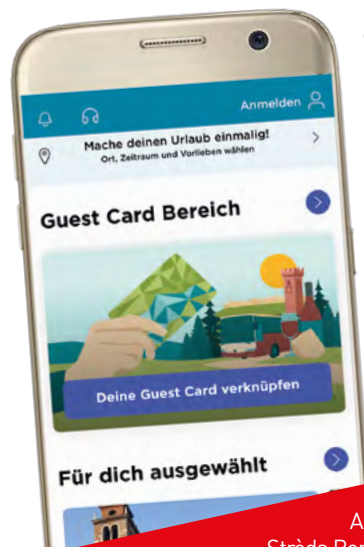 Anmelden
Mache deinen Urlaub einmalig!
Ort, Zeitraum und Vorlieben wählen
Guest Card Bereich
Deine Guest Card verknüpfen
Für dich ausgewählt